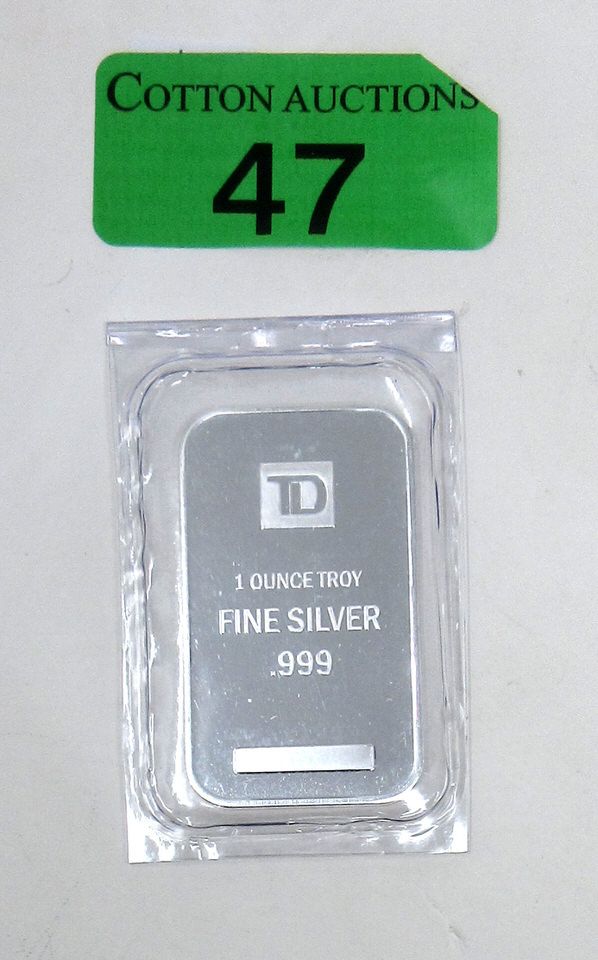 COTTON AUCTIONS
47
TD
1 OUNCE TROY
FINE SILVER
.999